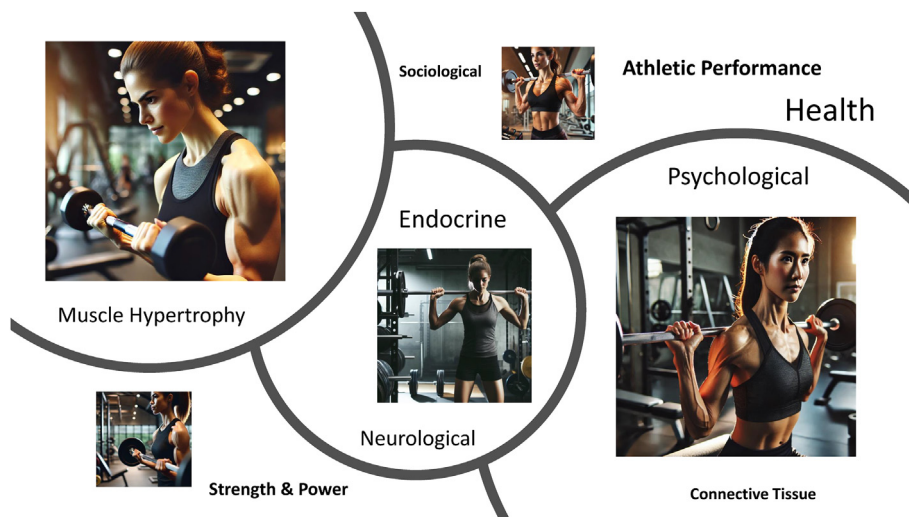 Sociological
Athletic Performance
Health
Psychological
Endocrine
Muscle Hypertrophy
Neurological
Strength & Power
Connective Tissue